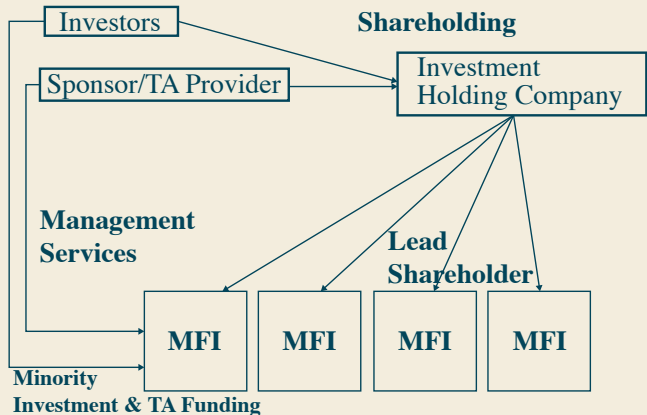 Investors
Shareholding
Sponsor/TA Provider
Investment
Holding Company
Management
Services
Lead
Shareholder
MFI
MFI
MFI
MFI
Minority
Investment & TA Funding